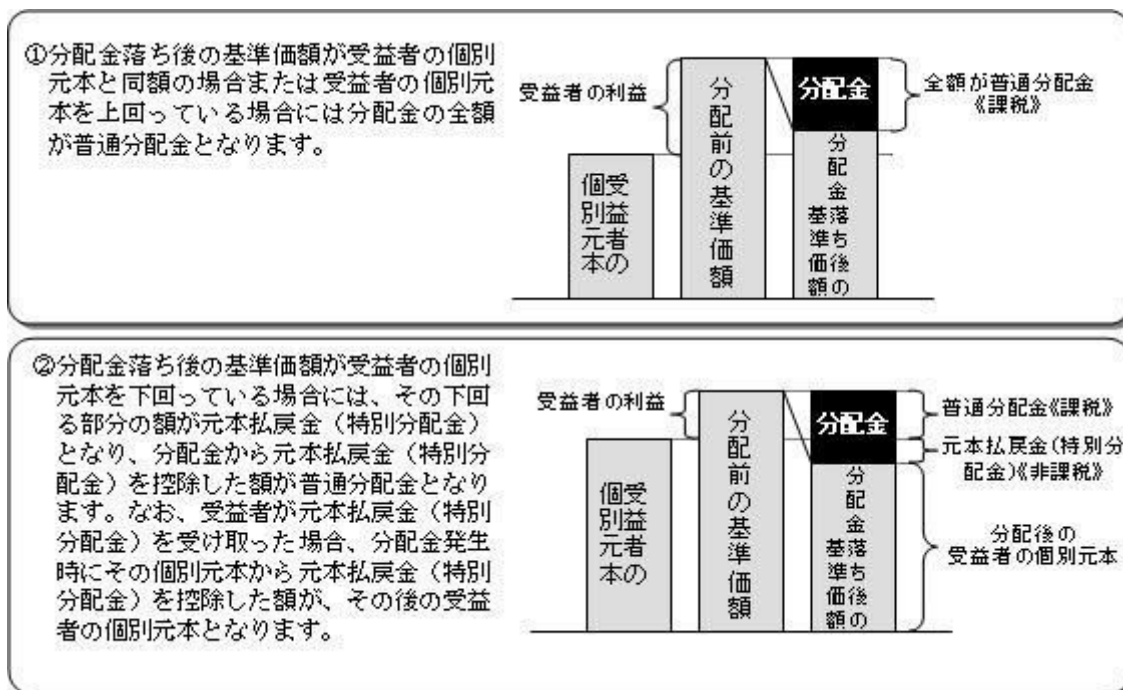 ①分配金落ち後の基準価額が受益者の個別
元本と同額の場合または受益者の個別元
本を上回っている場合には分配金の全額
が普通分配金となります。
受益者の利益
受益者の
個別元本
分配前の基準価額
分配金
分配金落ち後の
基準価額
全額が普通分配金
《課税》
②分配金落ち後の基準価額が受益者の個別
元本を下回っている場合には、その下回
る部分の額が元本払戻金(特別分配金)
となり、分配金から元本払戻金(特別分
配金)を控除した額が普通分配金となり
ます。なお、受益者が元本払戻金(特別
分配金)を受け取った場合、分配金発生
時にその個別元本から元本払戻金(特別
分配金)を控除した額が、その後の受益
者の個別元本となります。
受益者の利益
受益者の
個別元本
分配前の基準価額
分配金
分配金落ち後の
基準価額
普通分配金《課税》
元本払戻金(特別分
配金)《非課税》
分配後の
受益者の個別元本